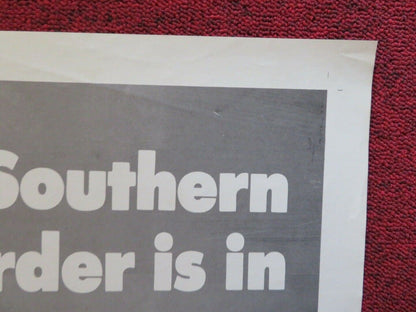 Southern
rder is in